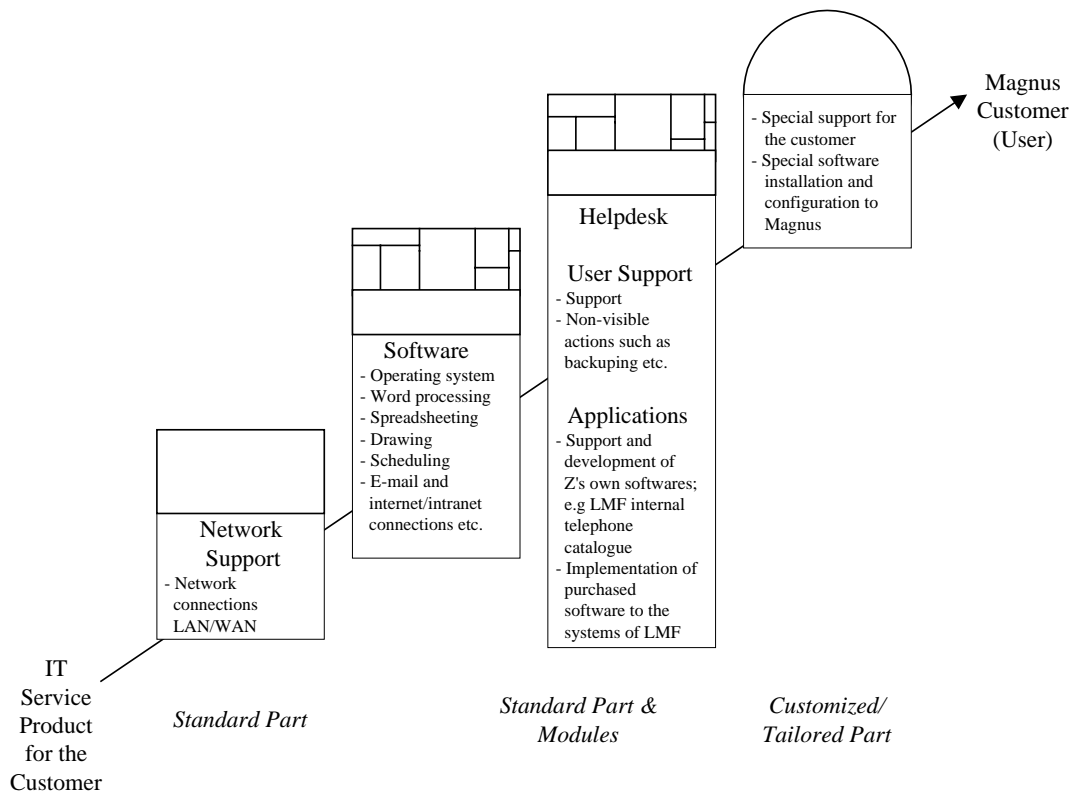 Magnus
Customer
(User)
- Special support for
the customer
- Special software
installation and
configuration to
Magnus
Helpdesk
User Support
- Support
- Non-visible
actions such as
backuping etc.
Applications
- Support and
development of
Z's own softwares;
e.g LMF internal
telephone
catalogue
- Implementation of
purchased
software to the
systems of LMF
Software
- Operating system
- Word processing
- Spreadsheeting
- Drawing
- Scheduling
- E-mail and
internet/intranet
connections etc.
Network
Support
- Network
connections
LAN/WAN
IT
Service
Product
for the
Customer
Standard Part
Standard Part &
Modules
Customized/
Tailored Part